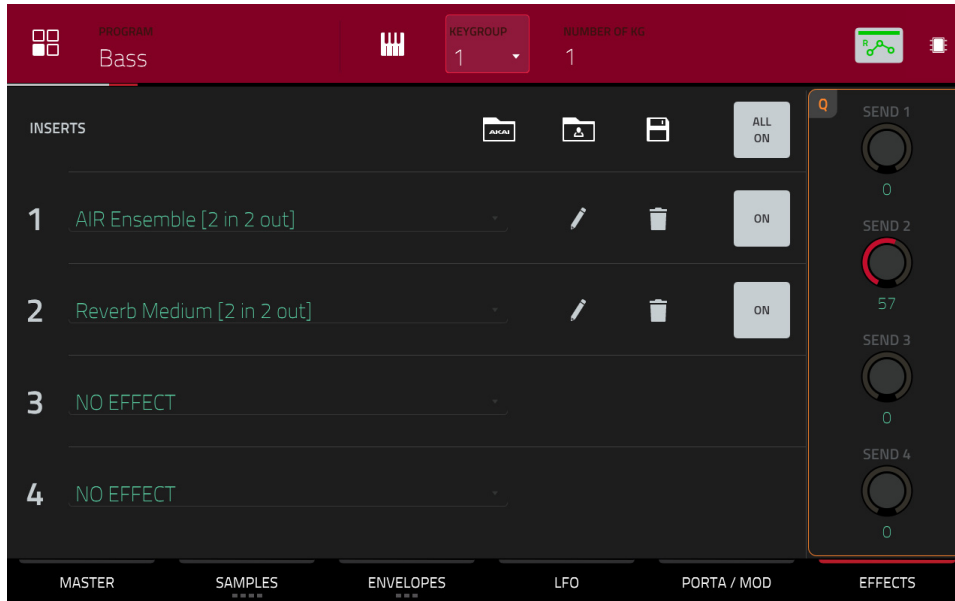 PROGRAM
Bass
KEYGROUP
1
NUMBER OF KG
1
R
INSERTS
AKAI
ALL
ON
1 AIR Ensemble [2 in 2 out] ON
2 Reverb Medium [2 in 2 out] ON
3 NO EFFECT
4 NO EFFECT
Q
SEND 1
0
SEND 2
57
SEND 3
0
SEND 4
0
MASTER SAMPLES ENVELOPES LFO PORTA / MOD EFFECTS